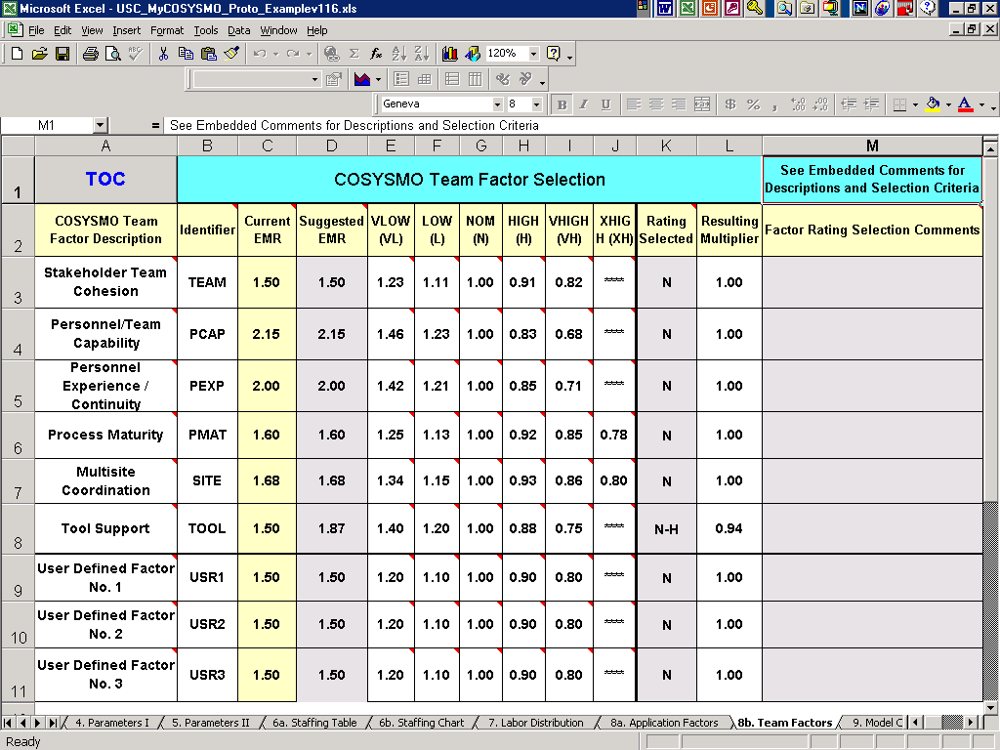 Microsoft Excel - USC_MyCOSYSMO_Proto_Examplev116.xls
File Edit View Insert Format Tools Data Window Help
120%
Geneva 8 B I U $ % ,
M1 = See Embedded Comments for Descriptions and Selection Criteria
A B C D E F G H I J K L M
1 TOC COSYSMO Team Factor Selection See Embedded Comments for
Descriptions and Selection Criteria
2 COSYSMO Team
Factor Description Identifier Current
EMR Suggested
EMR VLOW
(VL) LOW
(L) NOM
(N) HIGH
(H) VHIGH
(VH) XHIG
H (XH) Rating
Selected Resulting
Multiplier Factor Rating Selection Comments
3 Stakeholder Team
Cohesion TEAM 1.50 1.50 1.23 1.11 1.00 0.91 0.82 **** N 1.00
4 Personnel/Team
Capability PCAP 2.15 2.15 1.46 1.23 1.00 0.83 0.68 **** N 1.00
5 Personnel
Experience /
Continuity PEXP 2.00 2.00 1.42 1.21 1.00 0.85 0.71 **** N 1.00
6 Process Maturity PMAT 1.60 1.60 1.25 1.13 1.00 0.92 0.85 0.78 N 1.00
7 Multisite
Coordination SITE 1.68 1.68 1.34 1.15 1.00 0.93 0.86 0.80 N 1.00
8 Tool Support TOOL 1.50 1.87 1.40 1.20 1.00 0.88 0.75 **** N-H 0.94
9 User Defined Factor
No. 1 USR1 1.50 1.50 1.20 1.10 1.00 0.90 0.80 **** N 1.00
10 User Defined Factor
No. 2 USR2 1.50 1.50 1.20 1.10 1.00 0.90 0.80 **** N 1.00
11 User Defined Factor
No. 3 USR3 1.50 1.50 1.20 1.10 1.00 0.90 0.80 **** N 1.00
4. Parameters I 5. Parameters II 6a. Staffing Table 6b. Staffing Chart 7. Labor Distribution 8a. Application Factors 8b. Team Factors 9. Model C
Ready